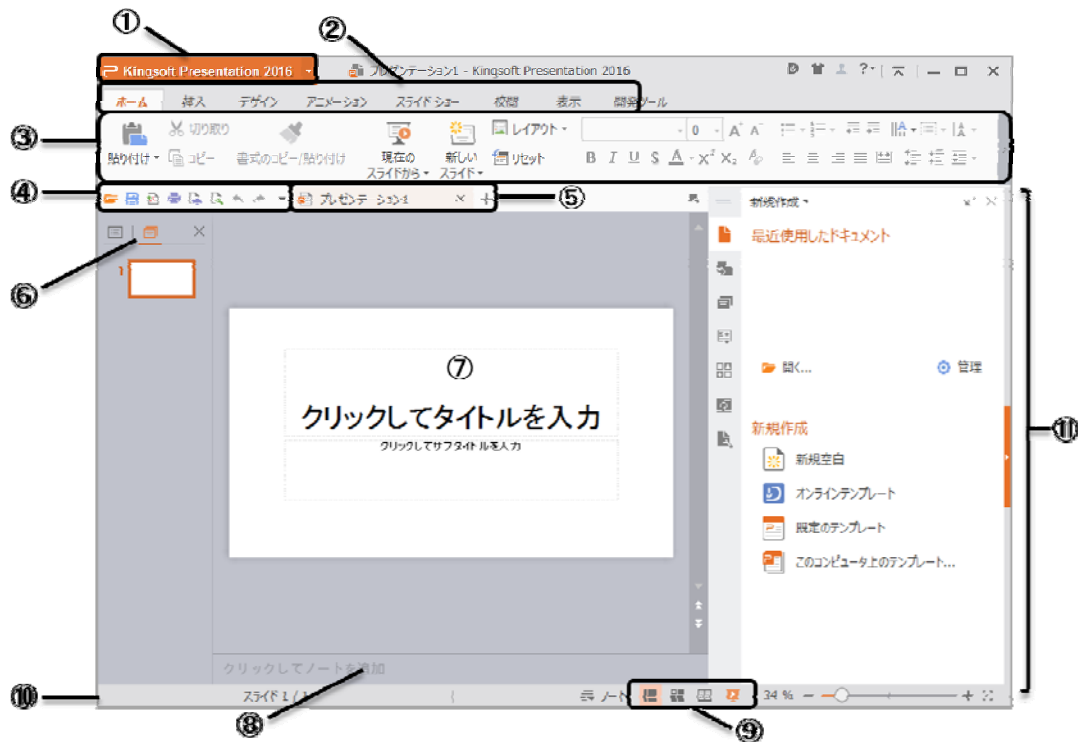 ①
②
Kingsoft Presentation 2016
プレゼンテーション1 - Kingsoft Presentation 2016
ホーム 挿入 デザイン アニメーション スライド ショー 校閲 表示 開発ツール
③
貼り付け 切り取り コピー 書式のコピー/貼り付け 現在の スライドから 新しい スライド レイアウト リセット 0
B I U S A X² X₂
④
プレゼンテーション1
⑤
新規作成
最近使用したドキュメント
⑥
1
⑦
クリックしてタイトルを入力
クリックしてサブタイトルを入力
開く... 管理
新規作成
新規空白
オンラインテンプレート
既定のテンプレート
このコンピュータ上のテンプレート...
⑪
クリックしてノートを追加
⑩
スライド 1 /
ノート
34 %
⑧
⑨